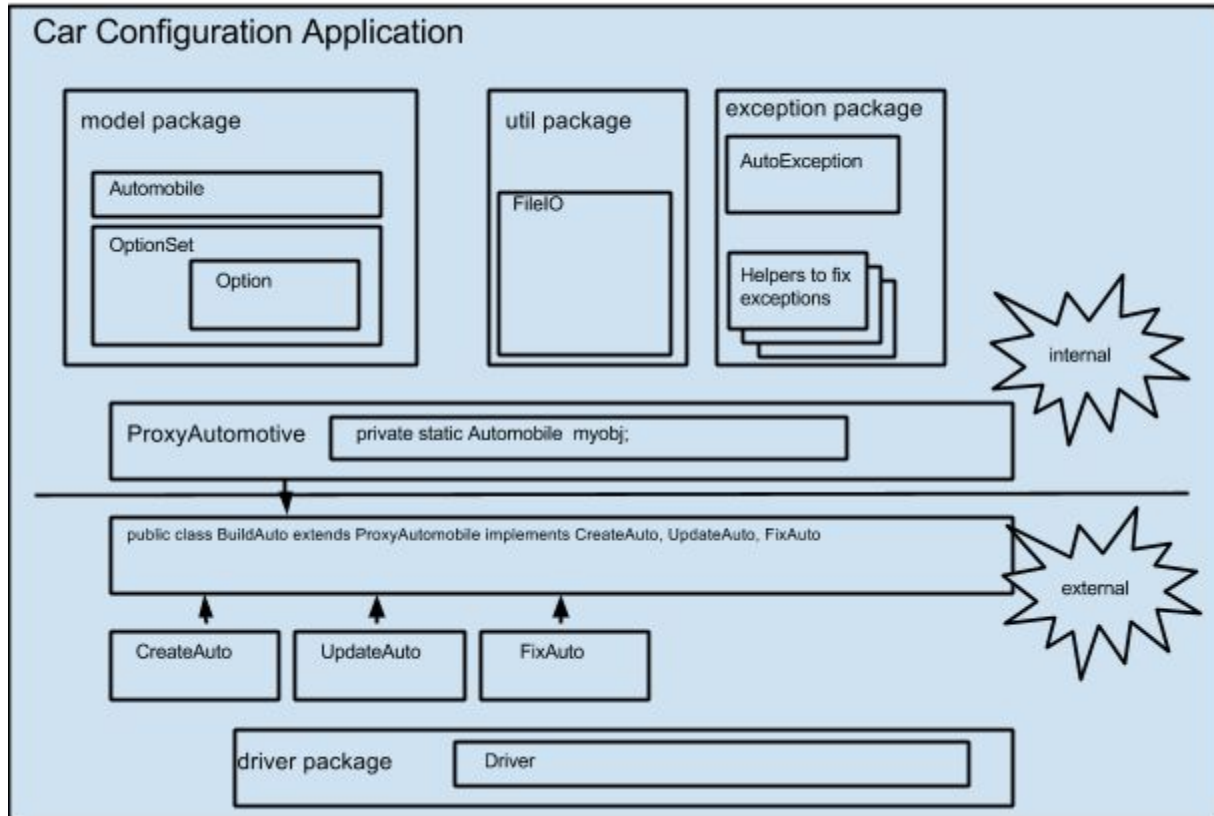 Car Configuration Application
model package
Automobile
OptionSet
Option
util package
FileIO
exception package
AutoException
Helpers to fix
exceptions
internal
ProxyAutomotive
private static Automobile myobj;
public class BuildAuto extends ProxyAutomobile implements CreateAuto, UpdateAuto, FixAuto
external
CreateAuto
UpdateAuto
FixAuto
driver package
Driver